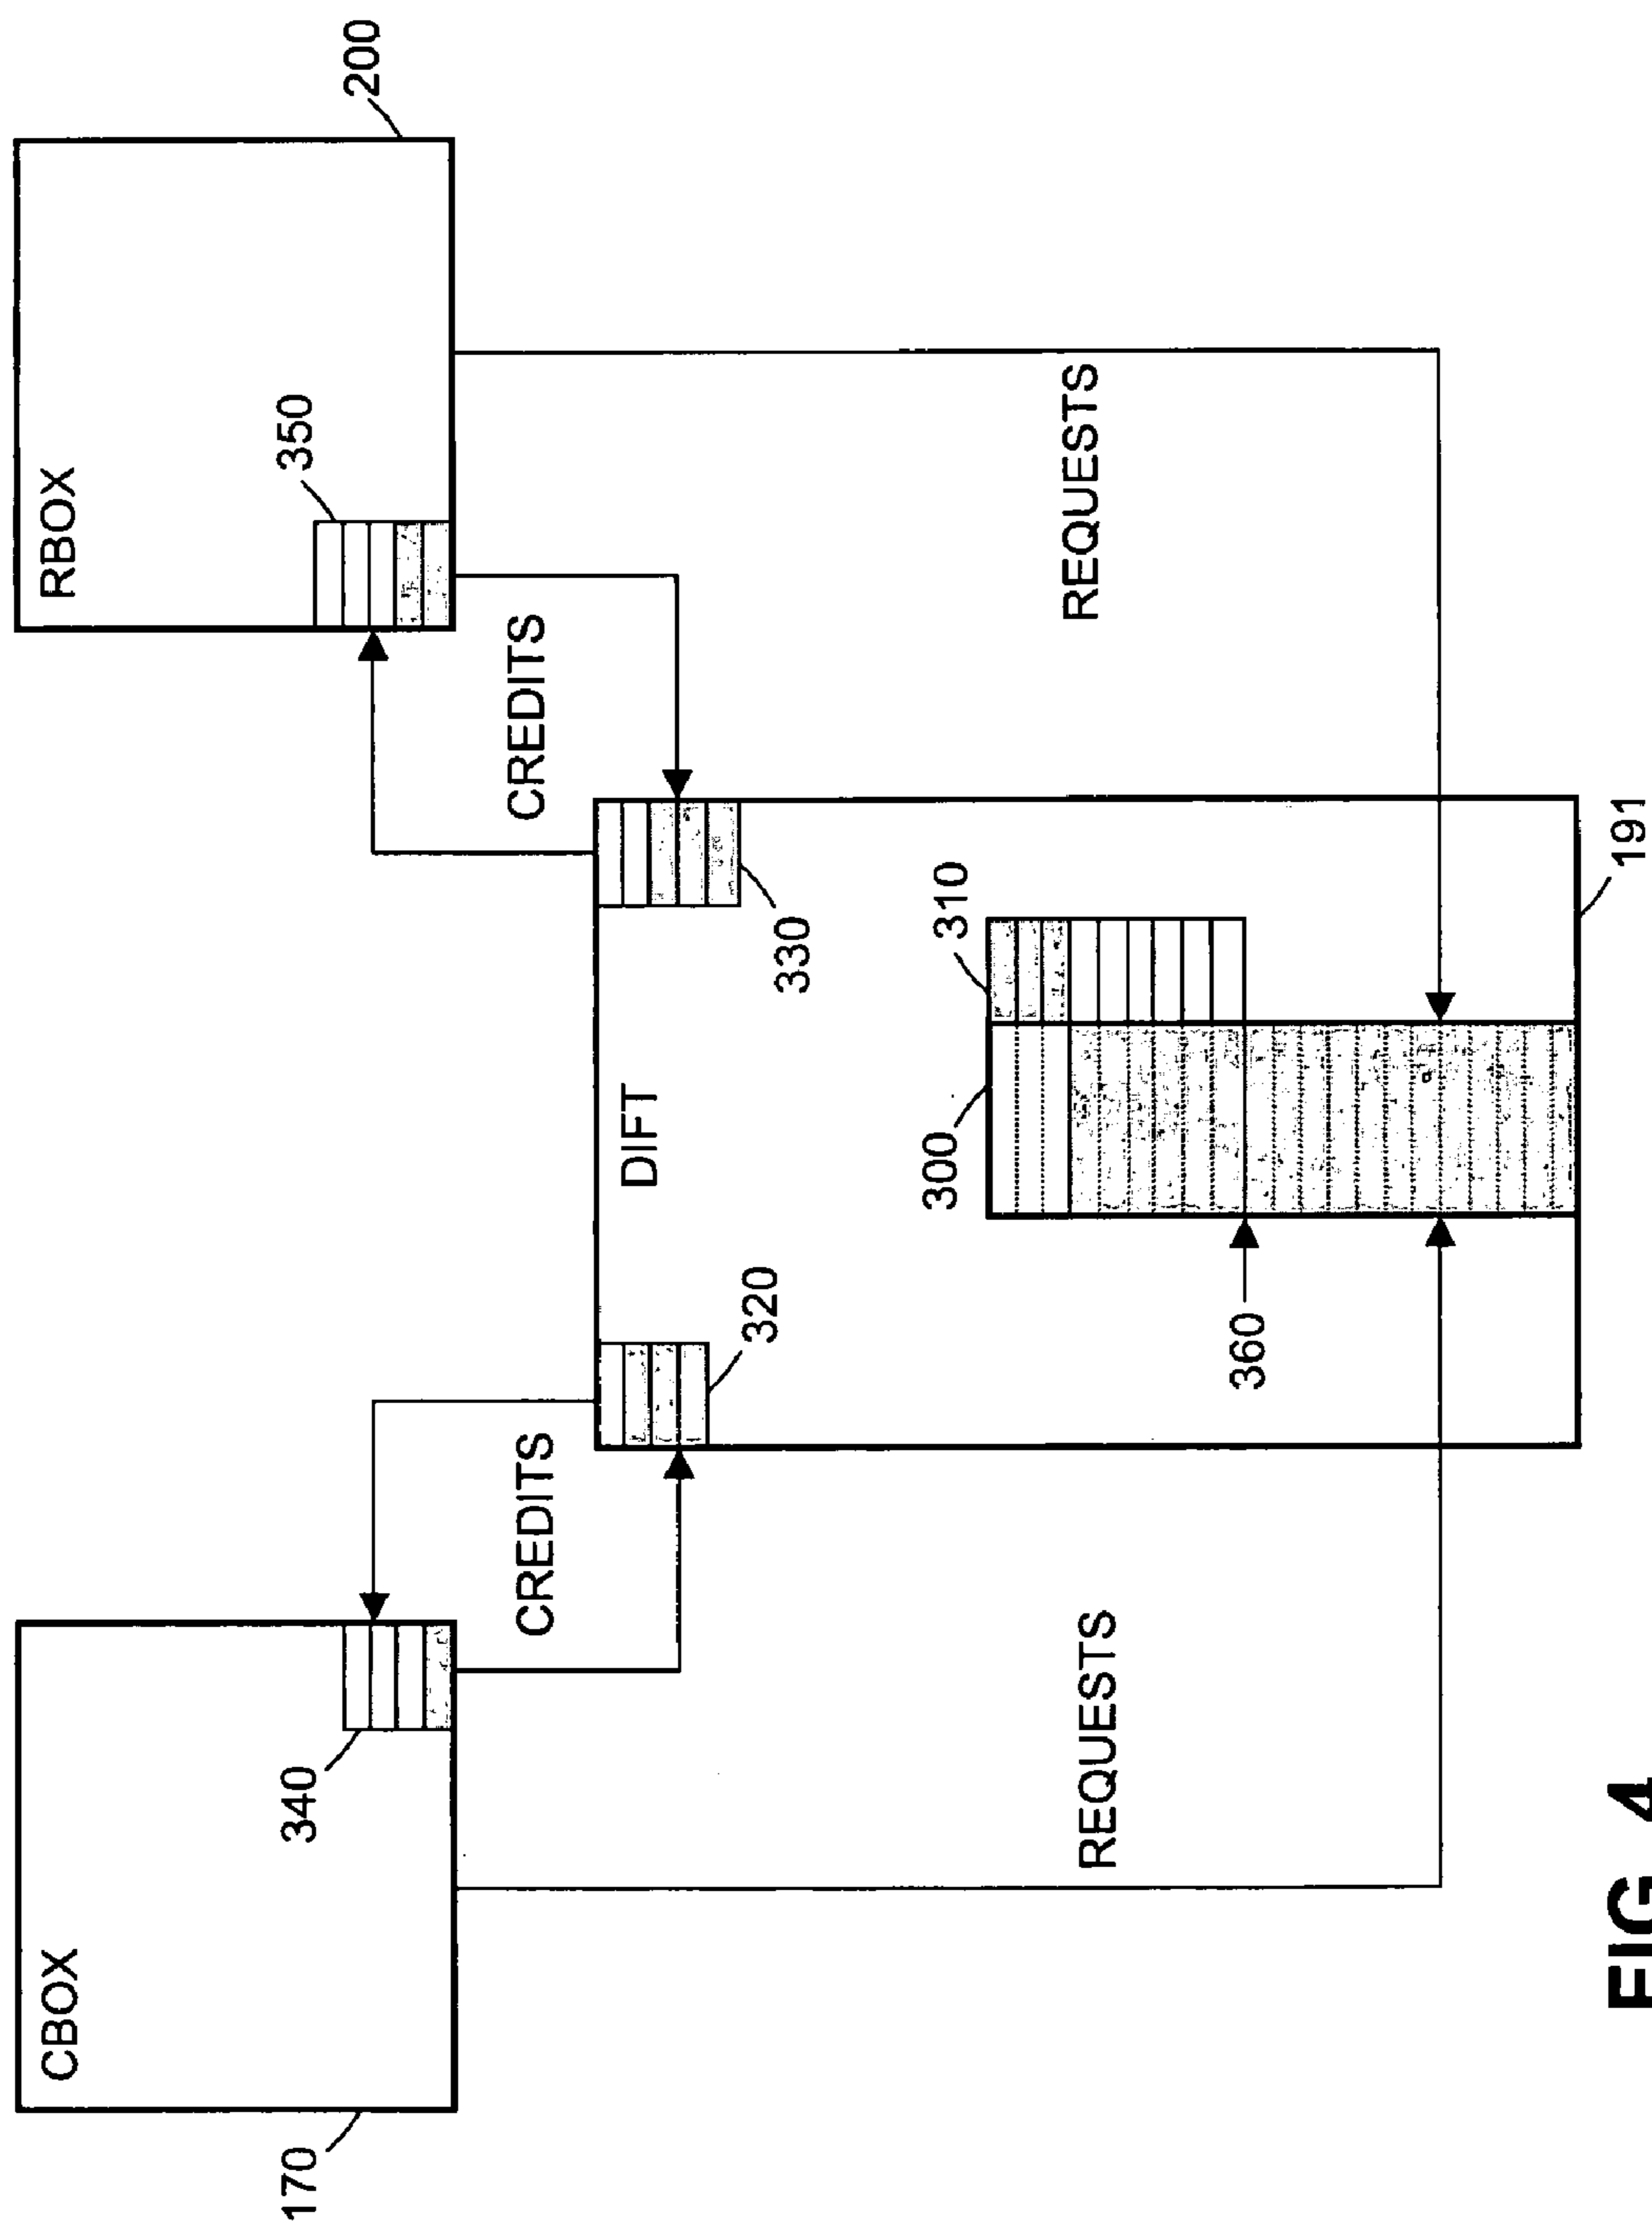 CBOX
RBOX
170
340
350
200
CREDITS
CREDITS
320
DIFT
330
REQUESTS
300
310
REQUESTS
360
191
FIG. 4